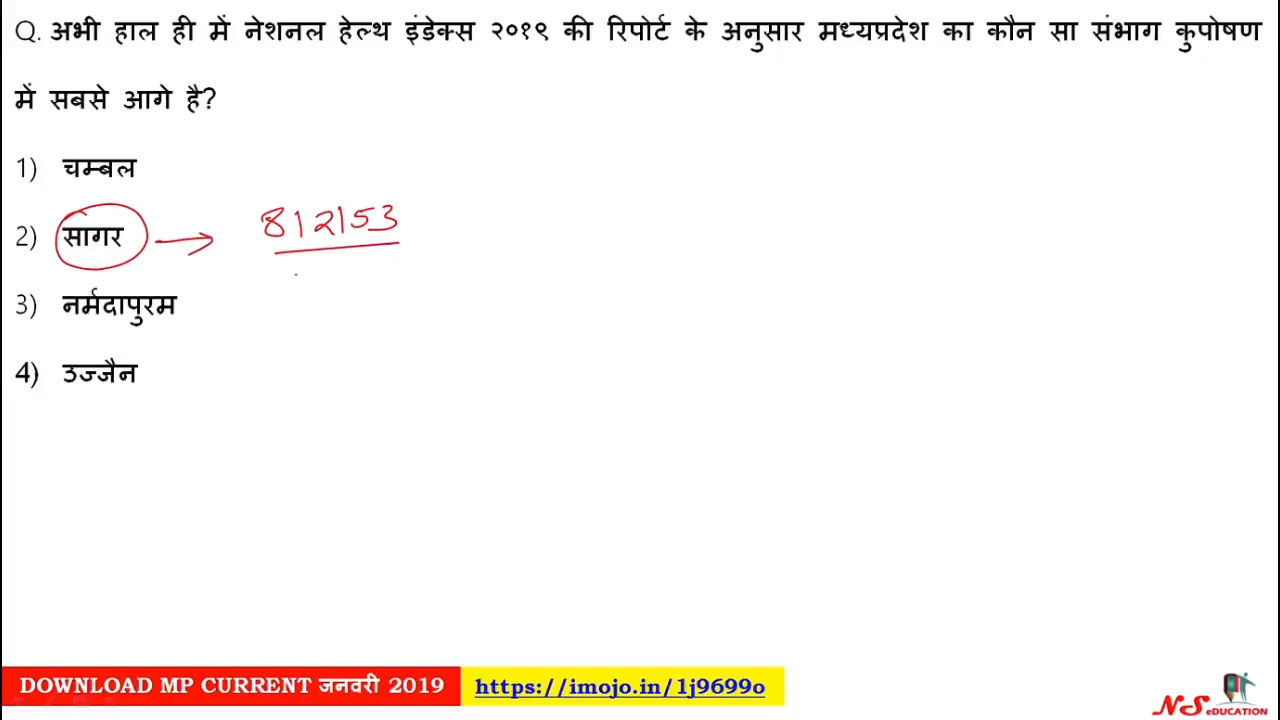 Q. अभी हाल ही में नेशनल हेल्थ इंडेक्स २०१९ की रिपोर्ट के अनुसार मध्यप्रदेश का कौन सा संभाग कुपोषण
में सबसे आगे है?
1) चम्बल
2) सागर → 812153
3) नर्मदापुरम
4) उज्जैन
DOWNLOAD MP CURRENT जनवरी 2019 https://imojo.in/1j9699o
NS eDUCATION